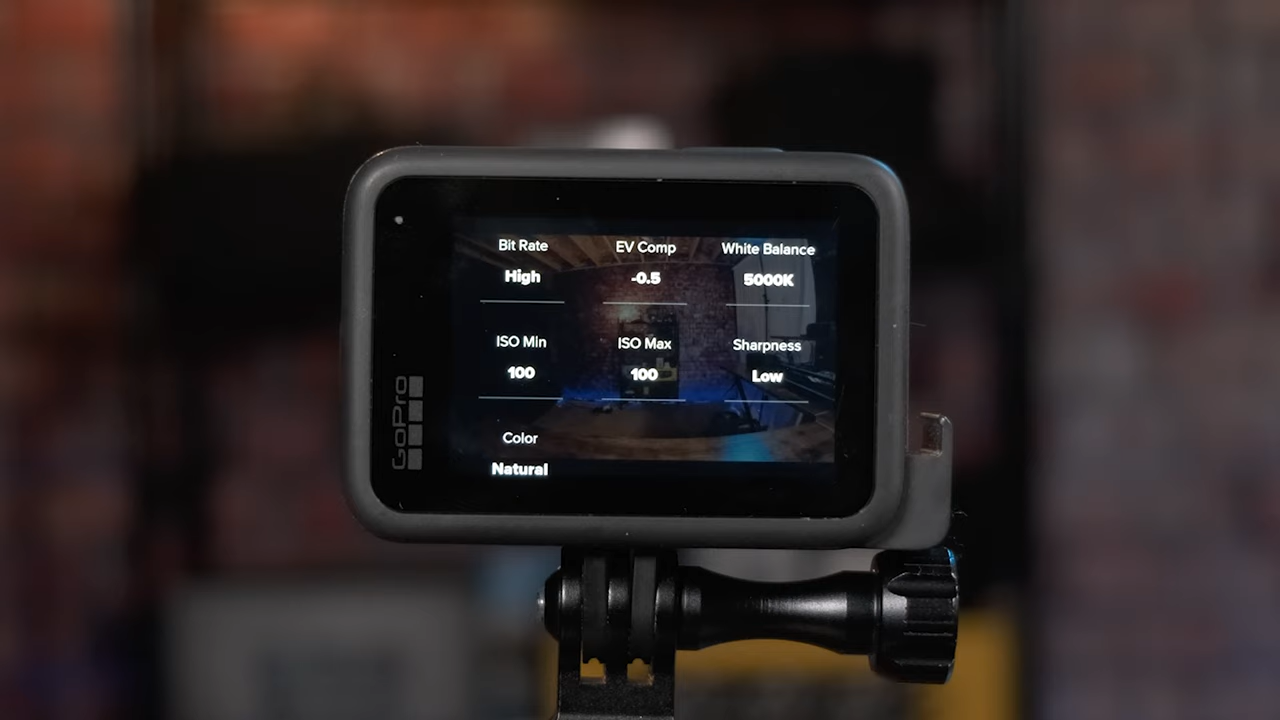 Bit Rate
EV Comp
White Balance
High
-0.5
5000K
ISO Min
ISO Max
Sharpness
100
100
Low
Color
Natural
GoPro